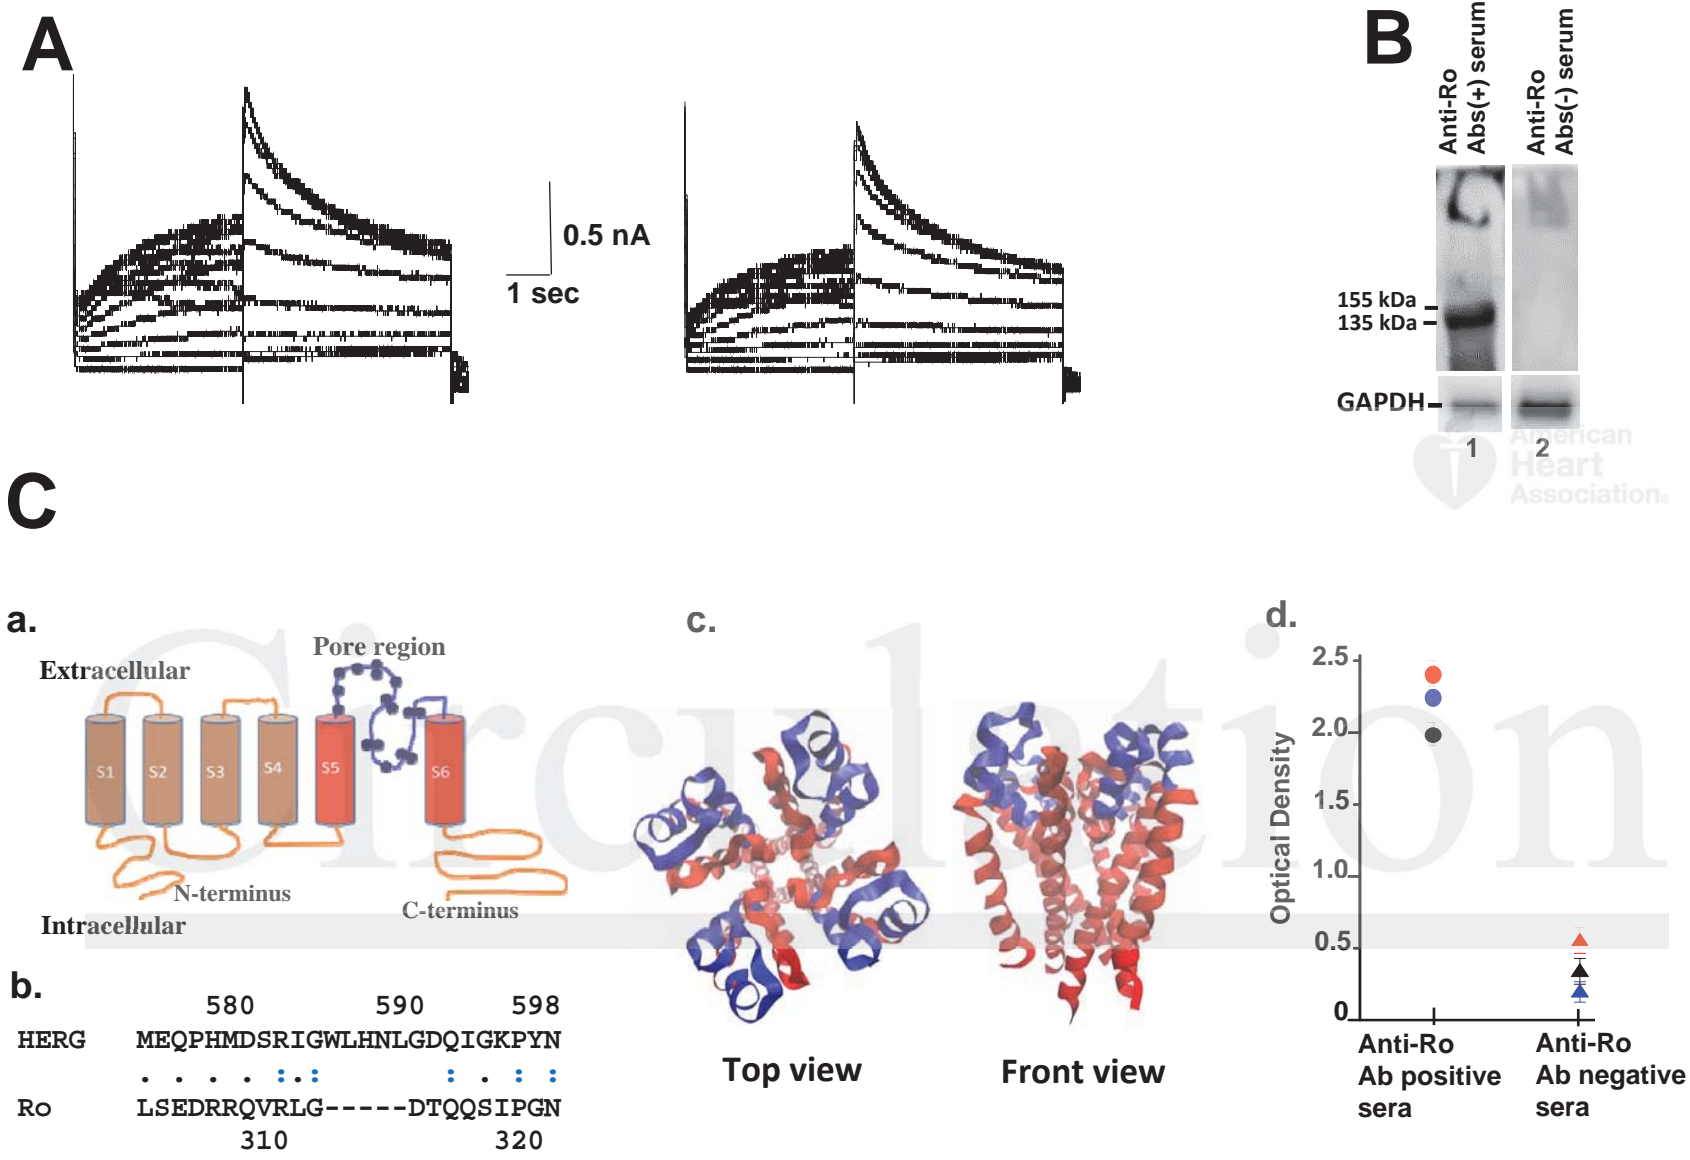 A
B
Anti-Ro
Abs(+) serum
Anti-Ro
Abs(-) serum
0.5 nA
1 sec
155 kDa
135 kDa
GAPDH
1
2
American
Heart
Association®
C
a.
Extracellular
Pore region
S1
S2
S3
S4
S5
S6
N-terminus
C-terminus
Intracellular
b.
580 590 598
HERG MEQPHMDSRIGWLHNLGDQIGKPYN
. . . . : . : : . : :
Ro LSEDRRQVRLG-----DTQQSIPGN
310 320
c.
Top view
Front view
d.
Optical Density
2.5
2.0
1.5
1.0
0.5
0
Anti-Ro
Ab positive
sera
Anti-Ro
Ab negative
sera
Circulation